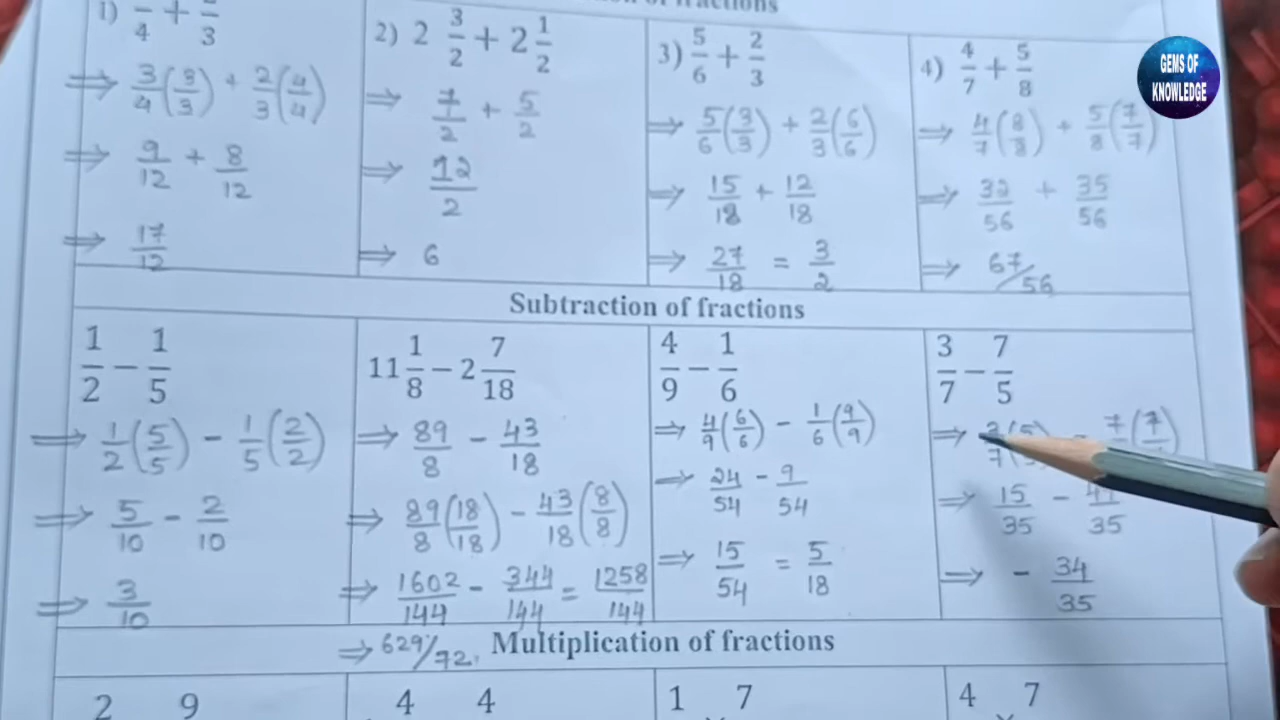 of fractions
1) 4 + 3
⇒ 3/4 (3/3) + 2/3 (4/4)
⇒ 9/12 + 8/12
⇒ 17/12
2) 2 3/2 + 2 1/2
⇒ 7/2 + 5/2
⇒ 12/2
⇒ 6
3) 5/6 + 2/3
⇒ 5/6 (3/3) + 2/3 (6/6)
⇒ 15/18 + 12/18
⇒ 27/18 = 3/2
4) 4/7 + 5/8
⇒ 4/7 (8/8) + 5/8 (7/7)
⇒ 32/56 + 35/56
⇒ 67/56
GEMS OF
KNOWLEDGE
Subtraction of fractions
1/2 − 1/5
⇒ 1/2 (5/5) − 1/5 (2/2)
⇒ 5/10 − 2/10
⇒ 3/10
11 1/8 − 2 7/18
⇒ 89/8 − 43/18
⇒ 89/8 (18/18) − 43/18 (8/8)
⇒ 1602/144 − 344/144 = 1258/144
⇒ 629/72
4/9 − 1/6
⇒ 4/9 (6/6) − 1/6 (9/9)
⇒ 24/54 − 9/54
⇒ 15/54 = 5/18
3/7 − 7/5
⇒ − 7 (7
⇒ 15/35 − /35
⇒ − 34/35
Multiplication of fractions
2 9
4 4
1 7
4 7